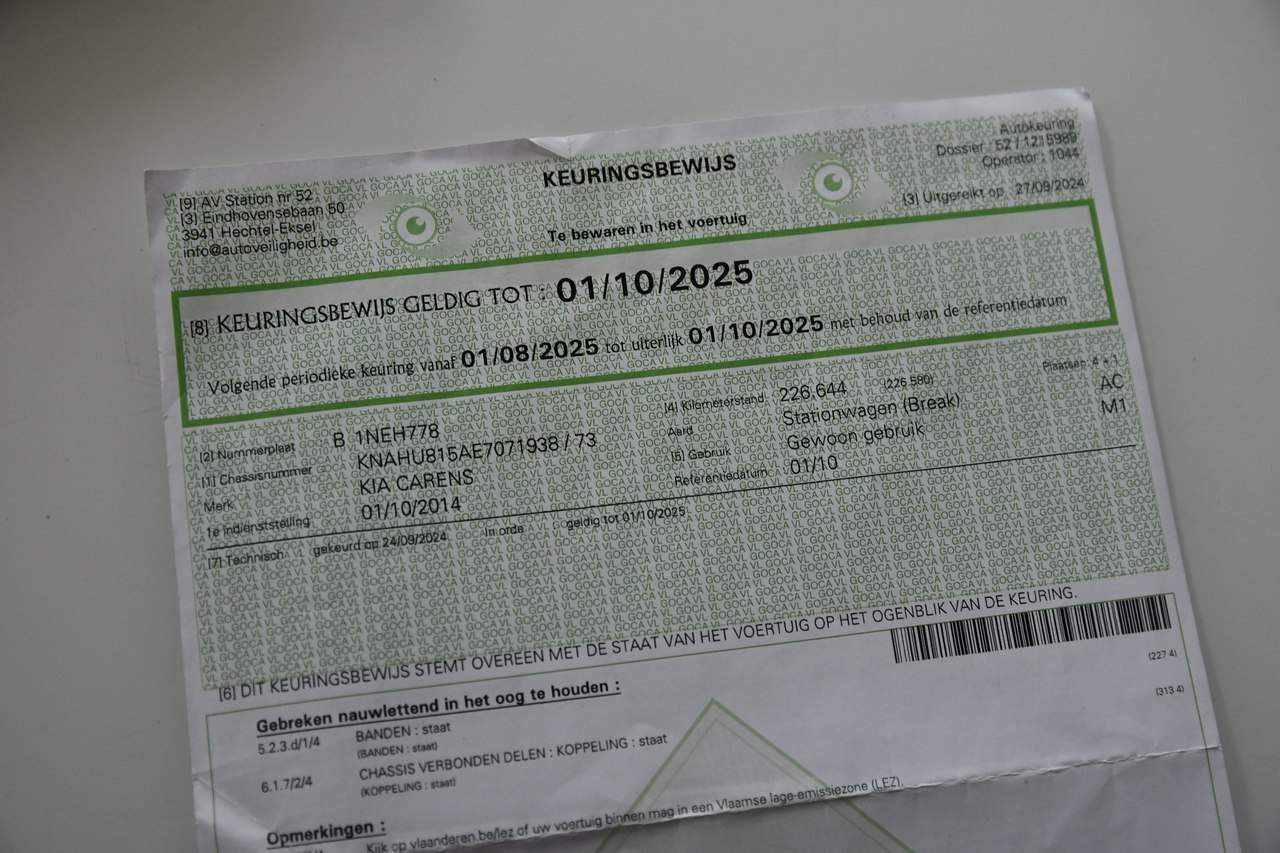 [9] AV Station nr 52
[3] Eindhovensebaan 50
3941 Hechtel-Eksel
info@autoveiligheid.be
KEURINGSBEWIJS
Te bewaren in het voertuig
Autokeuring
Dossier : 52 / 1215989
Operator : 1044
[3] Uitgereikt op 27/09/2024
[8] KEURINGSBEWIJS GELDIG TOT : 01/10/2025
Volgende periodieke keuring vanaf 01/08/2025 tot uiterlijk 01/10/2025 met behoud van de referentiedatum
[2] Nummerplaat B 1NEH778
[1] Chassisnummer KNAHU815AE7071938 / 73
Merk KIA CARENS
1e indienststelling 01/10/2014
[4] Kilometerstand 226.644 (226.580) Plaatsen 4 + 1
Aard Stationwagen (Break) AC
[5] Gebruik Gewoon gebruik M1
Referentiedatum 01/10
[7] Technisch gekeurd op 24/09/2024 In orde geldig tot 01/10/2025
[6] DIT KEURINGSBEWIJS STEMT OVEREEN MET DE STAAT VAN HET VOERTUIG OP HET OGENBLIK VAN DE KEURING.
Gebreken nauwlettend in het oog te houden :
5.2.3.d/1/4 BANDEN : staat (227 4)
(BANDEN : staat)
6.1.7/2/4 CHASSIS VERBONDEN DELEN : KOPPELING : staat (313 4)
(KOPPELING : staat)
Opmerkingen :
Kijk op vlaanderen.be/lez of uw voertuig binnen mag in een Vlaamse lage-emissiezone (LEZ).